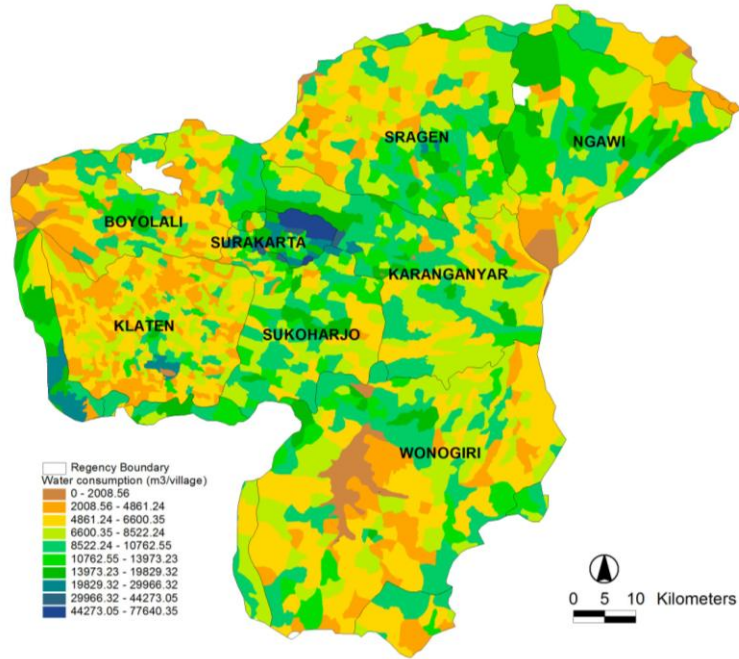 SRAGEN
NGAWI
BOYOLALI
SURAKARTA
KARANGANYAR
KLATEN
SUKOHARJO
WONOGIRI
Regency Boundary
Water consumption (m3/village)
0 - 2008.56
2008.56 - 4861.24
4861.24 - 6600.35
6600.35 - 8522.24
8522.24 - 10762.55
10762.55 - 13973.23
13973.23 - 19829.32
19829.32 - 29966.32
29966.32 - 44273.05
44273.05 - 77640.35
0 5 10 Kilometers